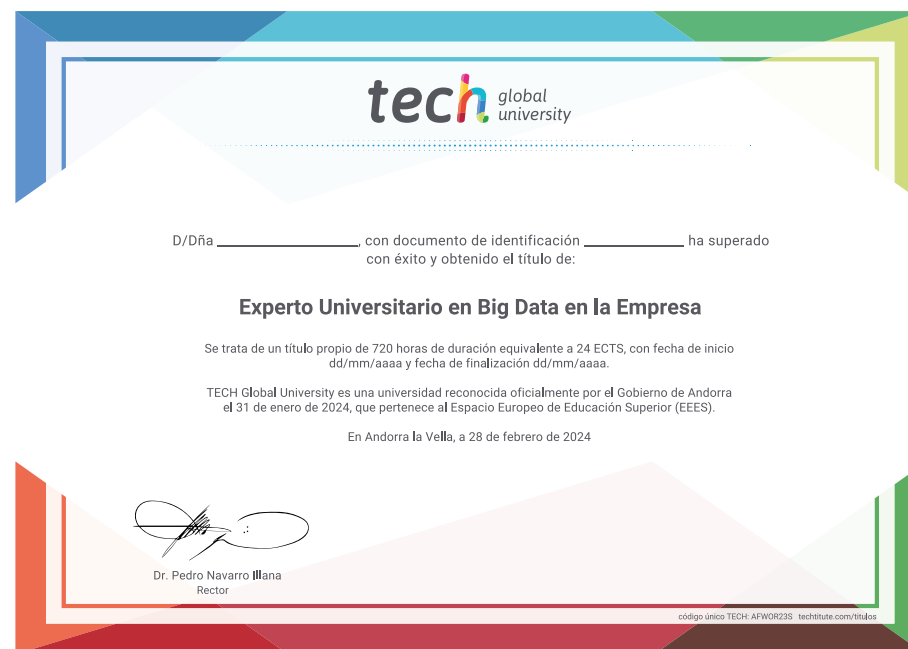 tech global university
D/Dña ____________, con documento de identificación ____________ ha superado
con éxito y obtenido el título de:
Experto Universitario en Big Data en la Empresa
Se trata de un título propio de 720 horas de duración equivalente a 24 ECTS, con fecha de inicio
dd/mm/aaaa y fecha de finalización dd/mm/aaaa.
TECH Global University es una universidad reconocida oficialmente por el Gobierno de Andorra
el 31 de enero de 2024, que pertenece al Espacio Europeo de Educación Superior (EEES).
En Andorra la Vella, a 28 de febrero de 2024
Dr. Pedro Navarro Illana
Rector
código único TECH: AFWOR23S techtitute.com/titulos